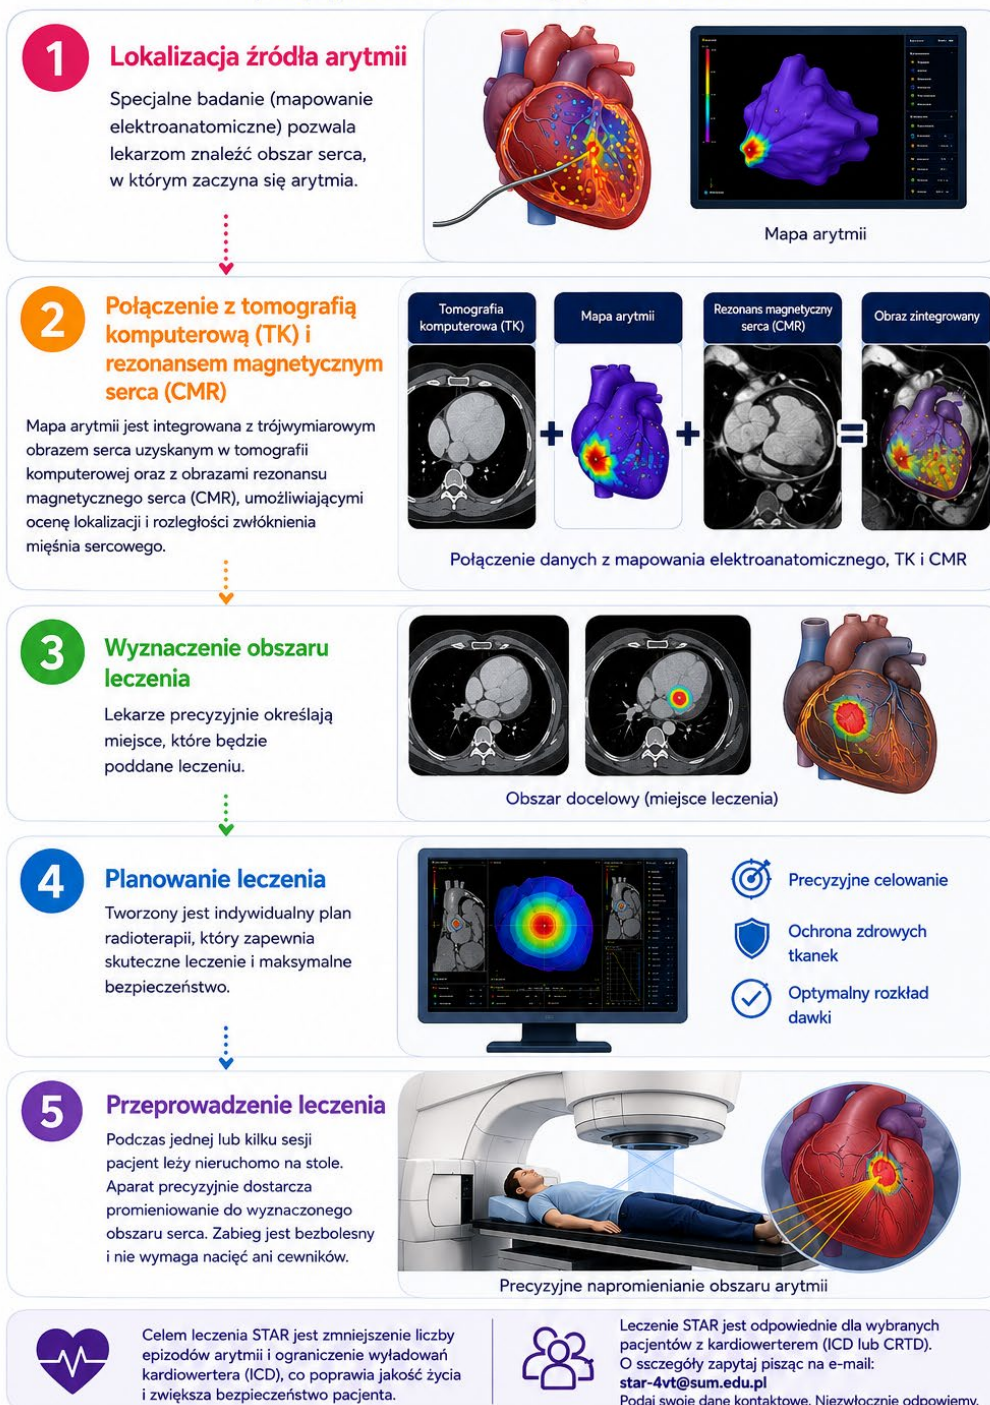 1
Lokalizacja źródła arytmii
Specjalne badanie (mapowanie
elektroanatomiczne) pozwala
lekarzom znaleźć obszar serca,
w którym zaczyna się arytmia.
Mapa arytmii
2
Połączenie z tomografią
komputerową (TK) i
rezonansem magnetycznym
serca (CMR)
Mapa arytmii jest integrowana z trójwymiarowym
obrazem serca uzyskanym w tomografii
komputerowej oraz z obrazami rezonansu
magnetycznego serca (CMR), umożliwiającymi
ocenę lokalizacji i rozległości zwłóknienia
mięśnia sercowego.
Tomografia
komputerowa (TK)
Mapa arytmii
Rezonans magnetyczny
serca (CMR)
Obraz zintegrowany
+ + =
Połączenie danych z mapowania elektroanatomicznego, TK i CMR
3
Wyznaczenie obszaru
leczenia
Lekarze precyzyjnie określają
miejsce, które będzie
poddane leczeniu.
Obszar docelowy (miejsce leczenia)
4
Planowanie leczenia
Tworzony jest indywidualny plan
radioterapii, który zapewnia
skuteczne leczenie i maksymalne
bezpieczeństwo.
Precyzyjne celowanie
Ochrona zdrowych
tkanek
Optymalny rozkład
dawki
5
Przeprowadzenie leczenia
Podczas jednej lub kilku sesji
pacjent leży nieruchomo na stole.
Aparat precyzyjnie dostarcza
promieniowanie do wyznaczonego
obszaru serca. Zabieg jest bezbolesny
i nie wymaga nacięć ani cewników.
Precyzyjne napromienianie obszaru arytmii
Celem leczenia STAR jest zmniejszenie liczby
epizodów arytmii i ograniczenie wyładowań
kardiowertera (ICD), co poprawia jakość życia
i zwiększa bezpieczeństwo pacjenta.
Leczenie STAR jest odpowiednie dla wybranych
pacjentów z kardiowerterem (ICD lub CRTD).
O sscegóły zapytaj pisząc na e-mail:
star-4vt@sum.edu.pl
Podaj swoje dane kontaktowe. Niezwłocznie odpowiemy.